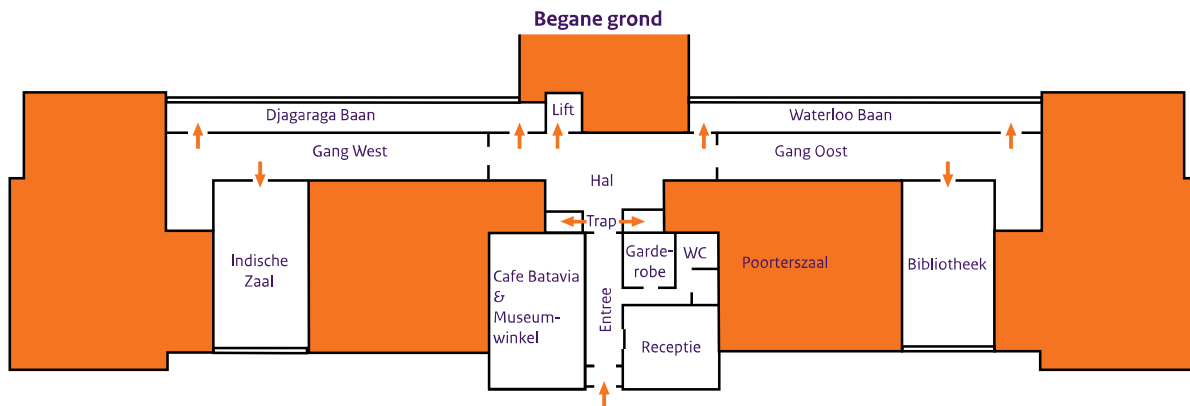 Begane grond
Lift
Djagaraga Baan
Waterloo Baan
Gang West
Gang Oost
Hal
Trap
Indische
Zaal
Cafe Batavia
&
Museum-
winkel
Entree
Garde-
robe
WC
Poorterszaal
Bibliotheek
Receptie